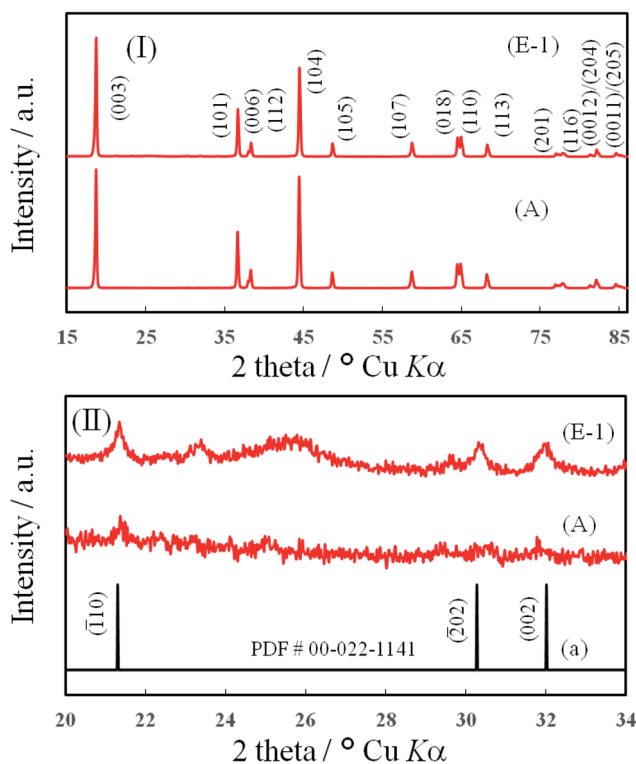 (I)
(E-1)
(003)
(101)
(006)
(112)
(104)
(105)
(107)
(018)
(110)
(113)
(201)
(116)
(0012)/(204)
(0011)/(205)
(A)
Intensity / a.u.
15 25 35 45 55 65 75 85
2 theta / ° Cu Kα
(II)
(E-1)
(A)
Intensity / a.u.
(1̅10)
PDF # 00-022-1141
(2̅02)
(002)
(a)
20 22 24 26 28 30 32 34
2 theta / ° Cu Kα